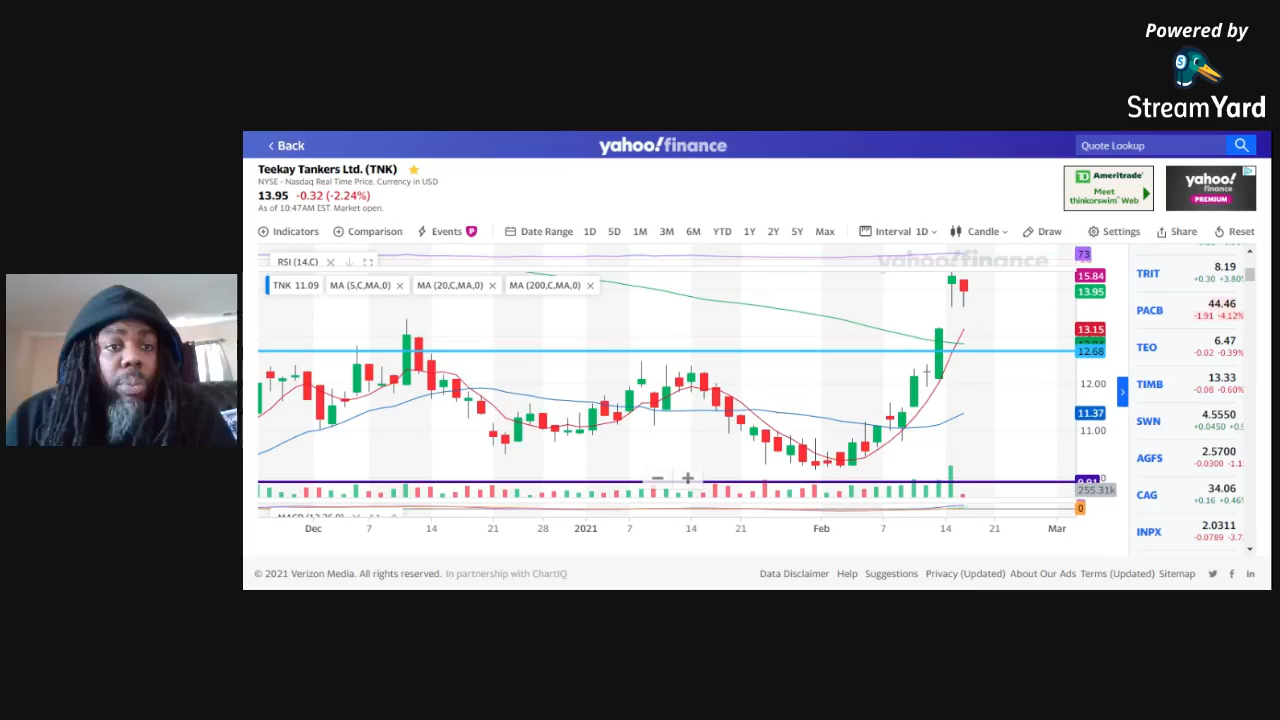 Powered by
StreamYard
Back
yahoo!finance
Quote Lookup
Teekay Tankers Ltd. (TNK)
NYSE - Nasdaq Real Time Price. Currency in USD
13.95 -0.32 (-2.24%)
As of 10:47AM EST. Market open.
TD Ameritrade
Meet
thinkorswim Web
yahoo!
finance
PREMIUM
Indicators Comparison Events P Date Range 1D 5D 1M 3M 6M YTD 1Y 2Y 5Y Max Interval 1D Candle Draw Settings Share Reset
RSI (14,C)
yahoo!finance
73
TNK 11.09 MA (5,C,MA,0) MA (20,C,MA,0) MA (200,C,MA,0)
15.84
13.95
13.15
12.68
12.00
11.37
11.00
255.31k
0
Dec 7 14 21 28 2021 7 14 21 Feb 7 14 21 Mar
TRIT 8.19
+0.30 +3.80%
PACB 44.46
-1.91 -4.12%
TEO 6.47
-0.02 -0.39%
TIMB 13.33
-0.08 -0.60%
SWN 4.5550
+0.0450
AGFS 2.5700
-0.0300
CAG 34.06
+0.16
INPX 2.0311
-0.0789
© 2021 Verizon Media. All rights reserved. In partnership with ChartIQ
Data Disclaimer Help Suggestions Privacy (Updated) About Our Ads Terms (Updated) Sitemap